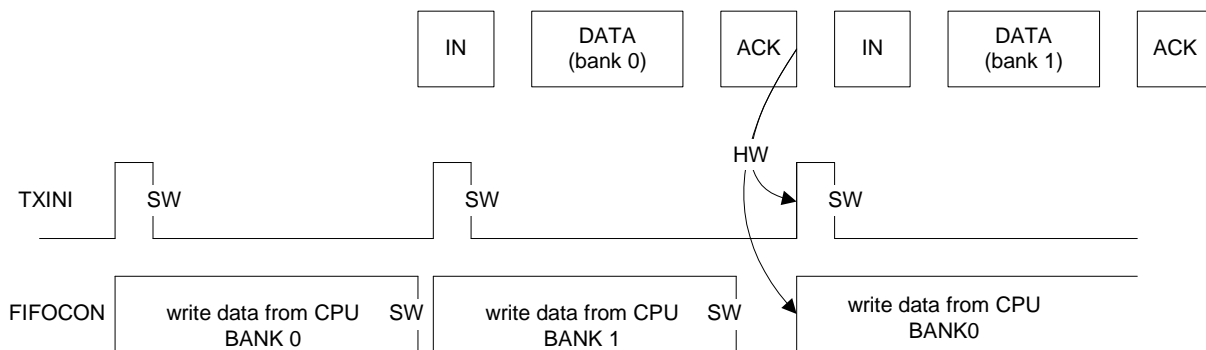 IN
DATA
(bank 0)
ACK
IN
DATA
(bank 1)
ACK
HW
TXINI
SW
SW
SW
FIFOCON
write data from CPU
BANK 0
SW
write data from CPU
BANK 1
SW
write data from CPU
BANK0